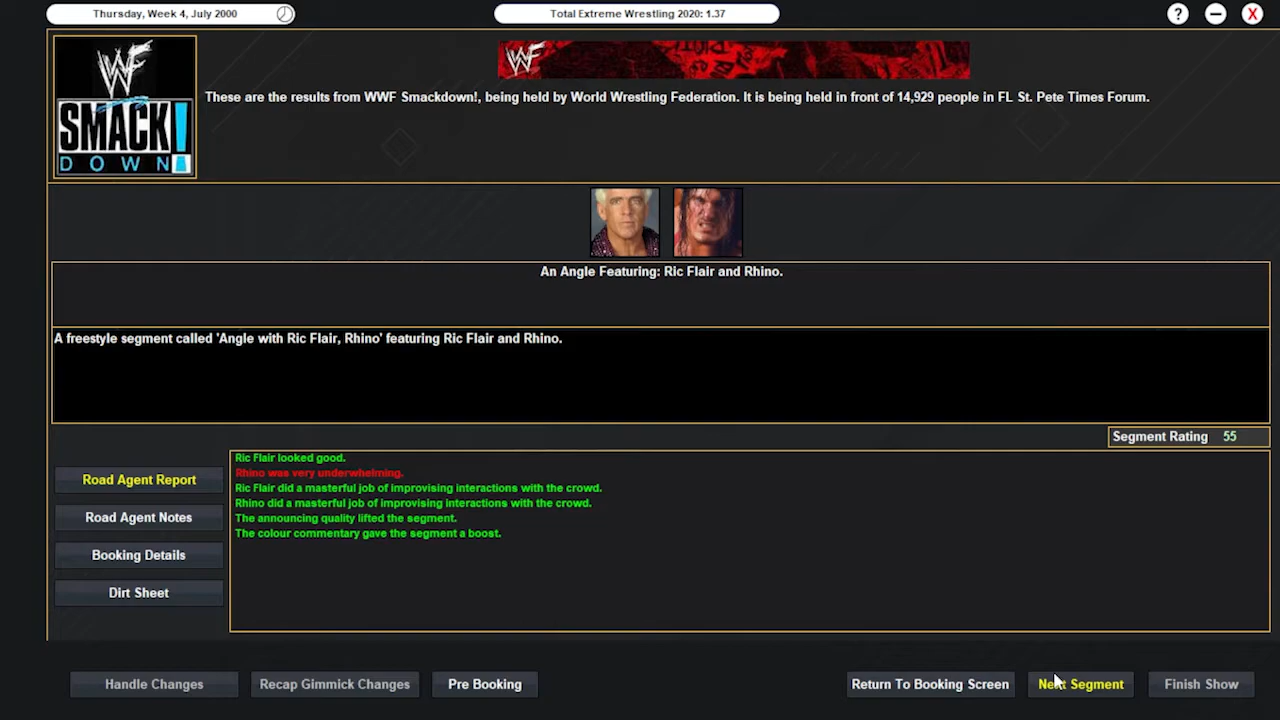 Thursday, Week 4, July 2000
Total Extreme Wrestling 2020: 1.37
?
X
WF
SMACK
DOWN!
WF
These are the results from WWF Smackdown!, being held by World Wrestling Federation. It is being held in front of 14,929 people in FL St. Pete Times Forum.
An Angle Featuring: Ric Flair and Rhino.
A freestyle segment called 'Angle with Ric Flair, Rhino' featuring Ric Flair and Rhino.
Segment Rating 55
Road Agent Report
Road Agent Notes
Booking Details
Dirt Sheet
Ric Flair looked good.
Rhino was very underwhelming.
Ric Flair did a masterful job of improvising interactions with the crowd.
Rhino did a masterful job of improvising interactions with the crowd.
The announcing quality lifted the segment.
The colour commentary gave the segment a boost.
Handle Changes
Recap Gimmick Changes
Pre Booking
Return To Booking Screen
Next Segment
Finish Show